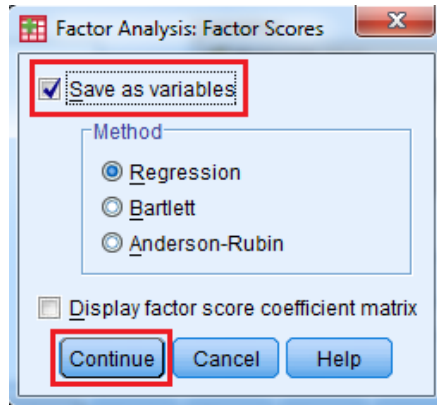 Factor Analysis: Factor Scores
Save as variables
Method
Regression
Bartlett
Anderson-Rubin
Display factor score coefficient matrix
Continue Cancel Help